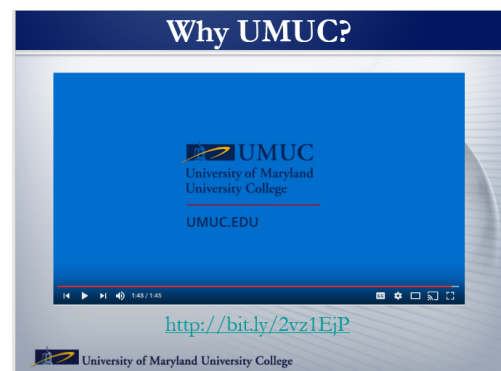 Why UMUC?
UMUC
University of Maryland
University College
UMUC.EDU
1:43 / 1:45
CC
http://bit.ly/2vz1EjP
University of Maryland University College